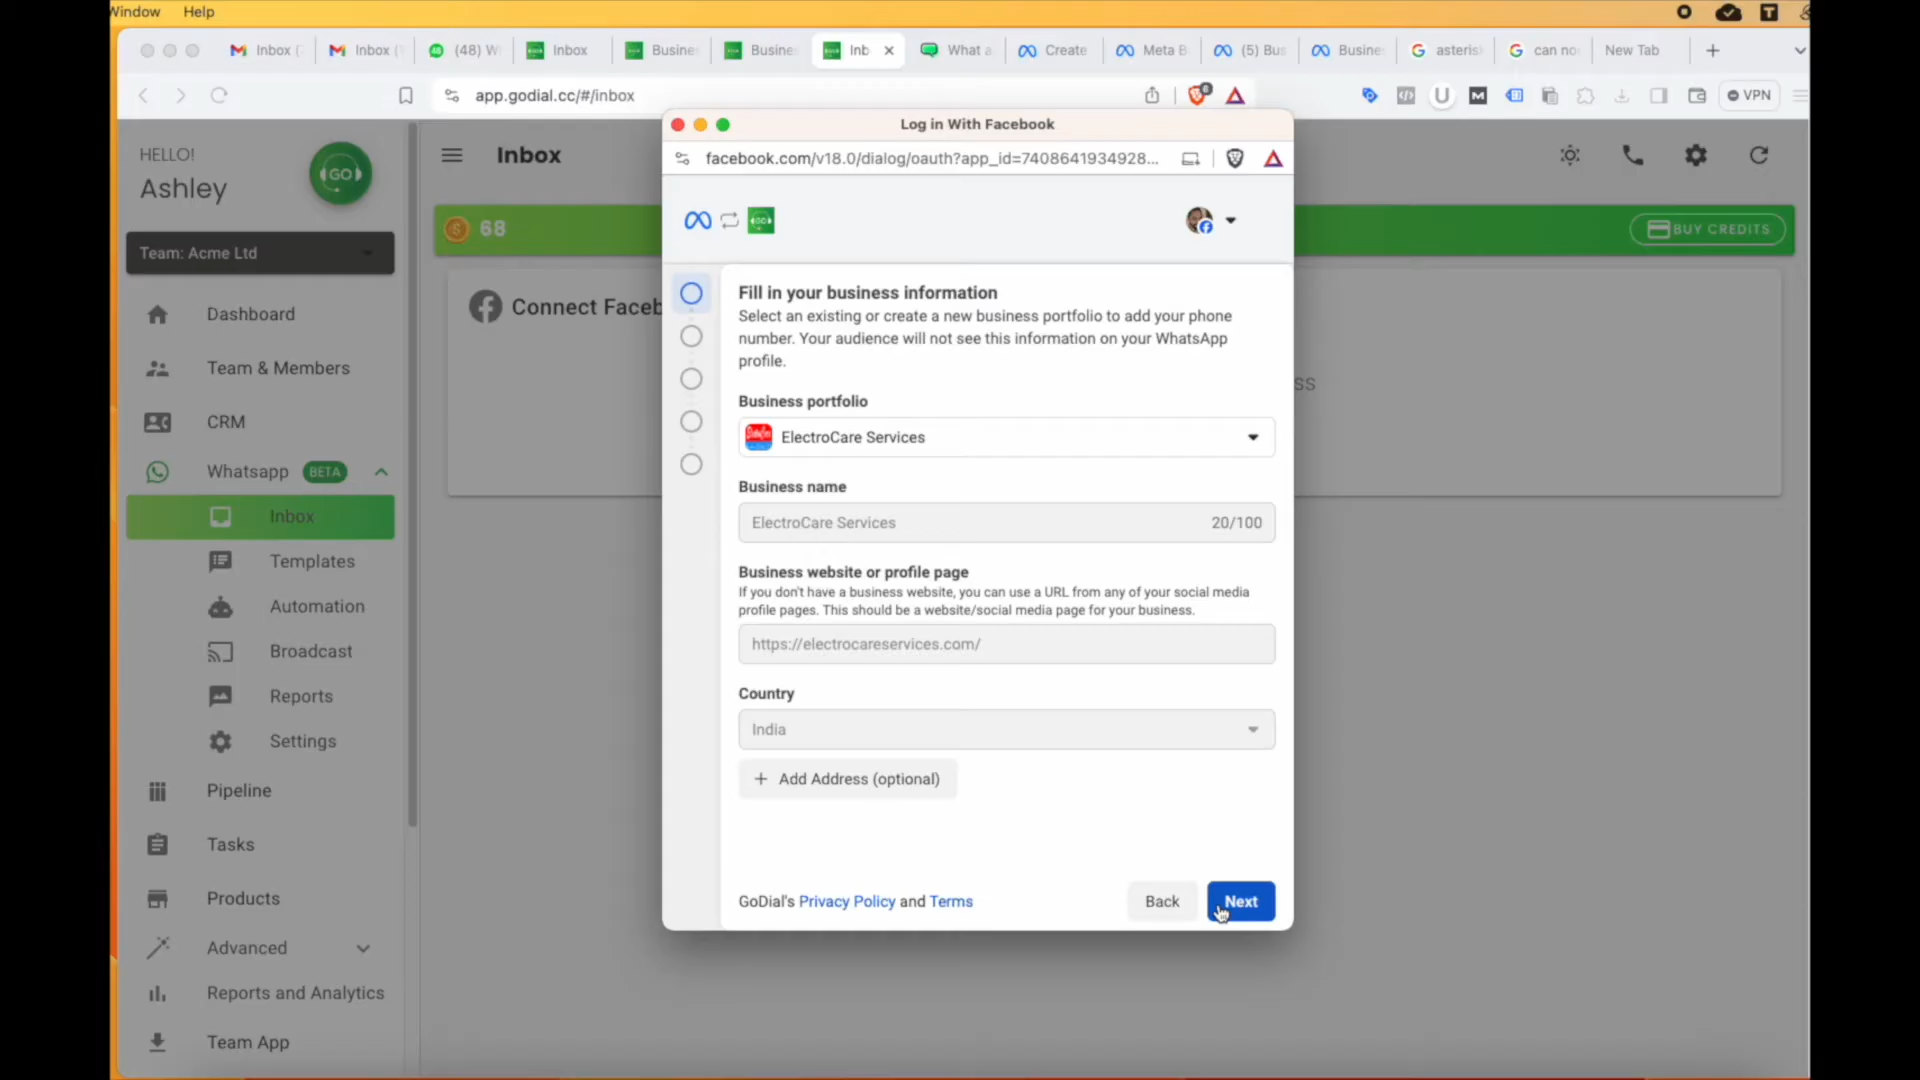 Window Help
Inbox (
Inbox (
(48) W
Inbox
Busine
Busine
Inb
What a
Create
Meta B
(5) Bus
Busine
asteris
can no
New Tab
app.godial.cc/#/inbox
VPN
Log in With Facebook
facebook.com/v18.0/dialog/oauth?app_id=7408641934928...
HELLO!
Ashley
GO
Inbox
68
BUY CREDITS
Team: Acme Ltd
Connect Faceb
ss
Dashboard
Team & Members
CRM
Whatsapp BETA
Inbox
Templates
Automation
Broadcast
Reports
Settings
Pipeline
Tasks
Products
Advanced
Reports and Analytics
Team App
Fill in your business information
Select an existing or create a new business portfolio to add your phone
number. Your audience will not see this information on your WhatsApp
profile.
Business portfolio
ElectroCare Services
Business name
ElectroCare Services 20/100
Business website or profile page
If you don't have a business website, you can use a URL from any of your social media
profile pages. This should be a website/social media page for your business.
https://electrocareservices.com/
Country
India
+ Add Address (optional)
GoDial's Privacy Policy and Terms
Back
Next